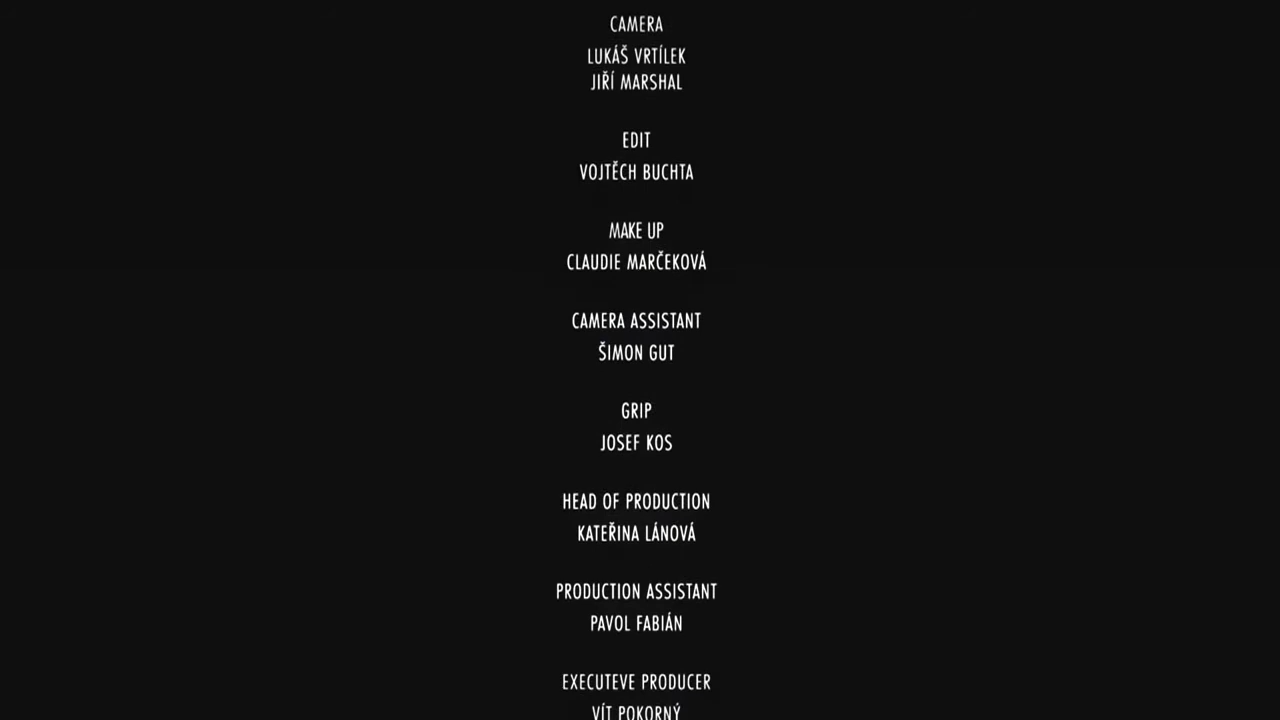 CAMERA
LUKÁŠ VRTÍLEK
JIŘÍ MARSHAL
EDIT
VOJTĚCH BUCHTA
MAKE UP
CLAUDIE MARČEKOVÁ
CAMERA ASSISTANT
ŠIMON GUT
GRIP
JOSEF KOS
HEAD OF PRODUCTION
KATEŘINA LÁNOVÁ
PRODUCTION ASSISTANT
PAVOL FABIÁN
EXECUTEVE PRODUCER
VÍT POKORNÝ